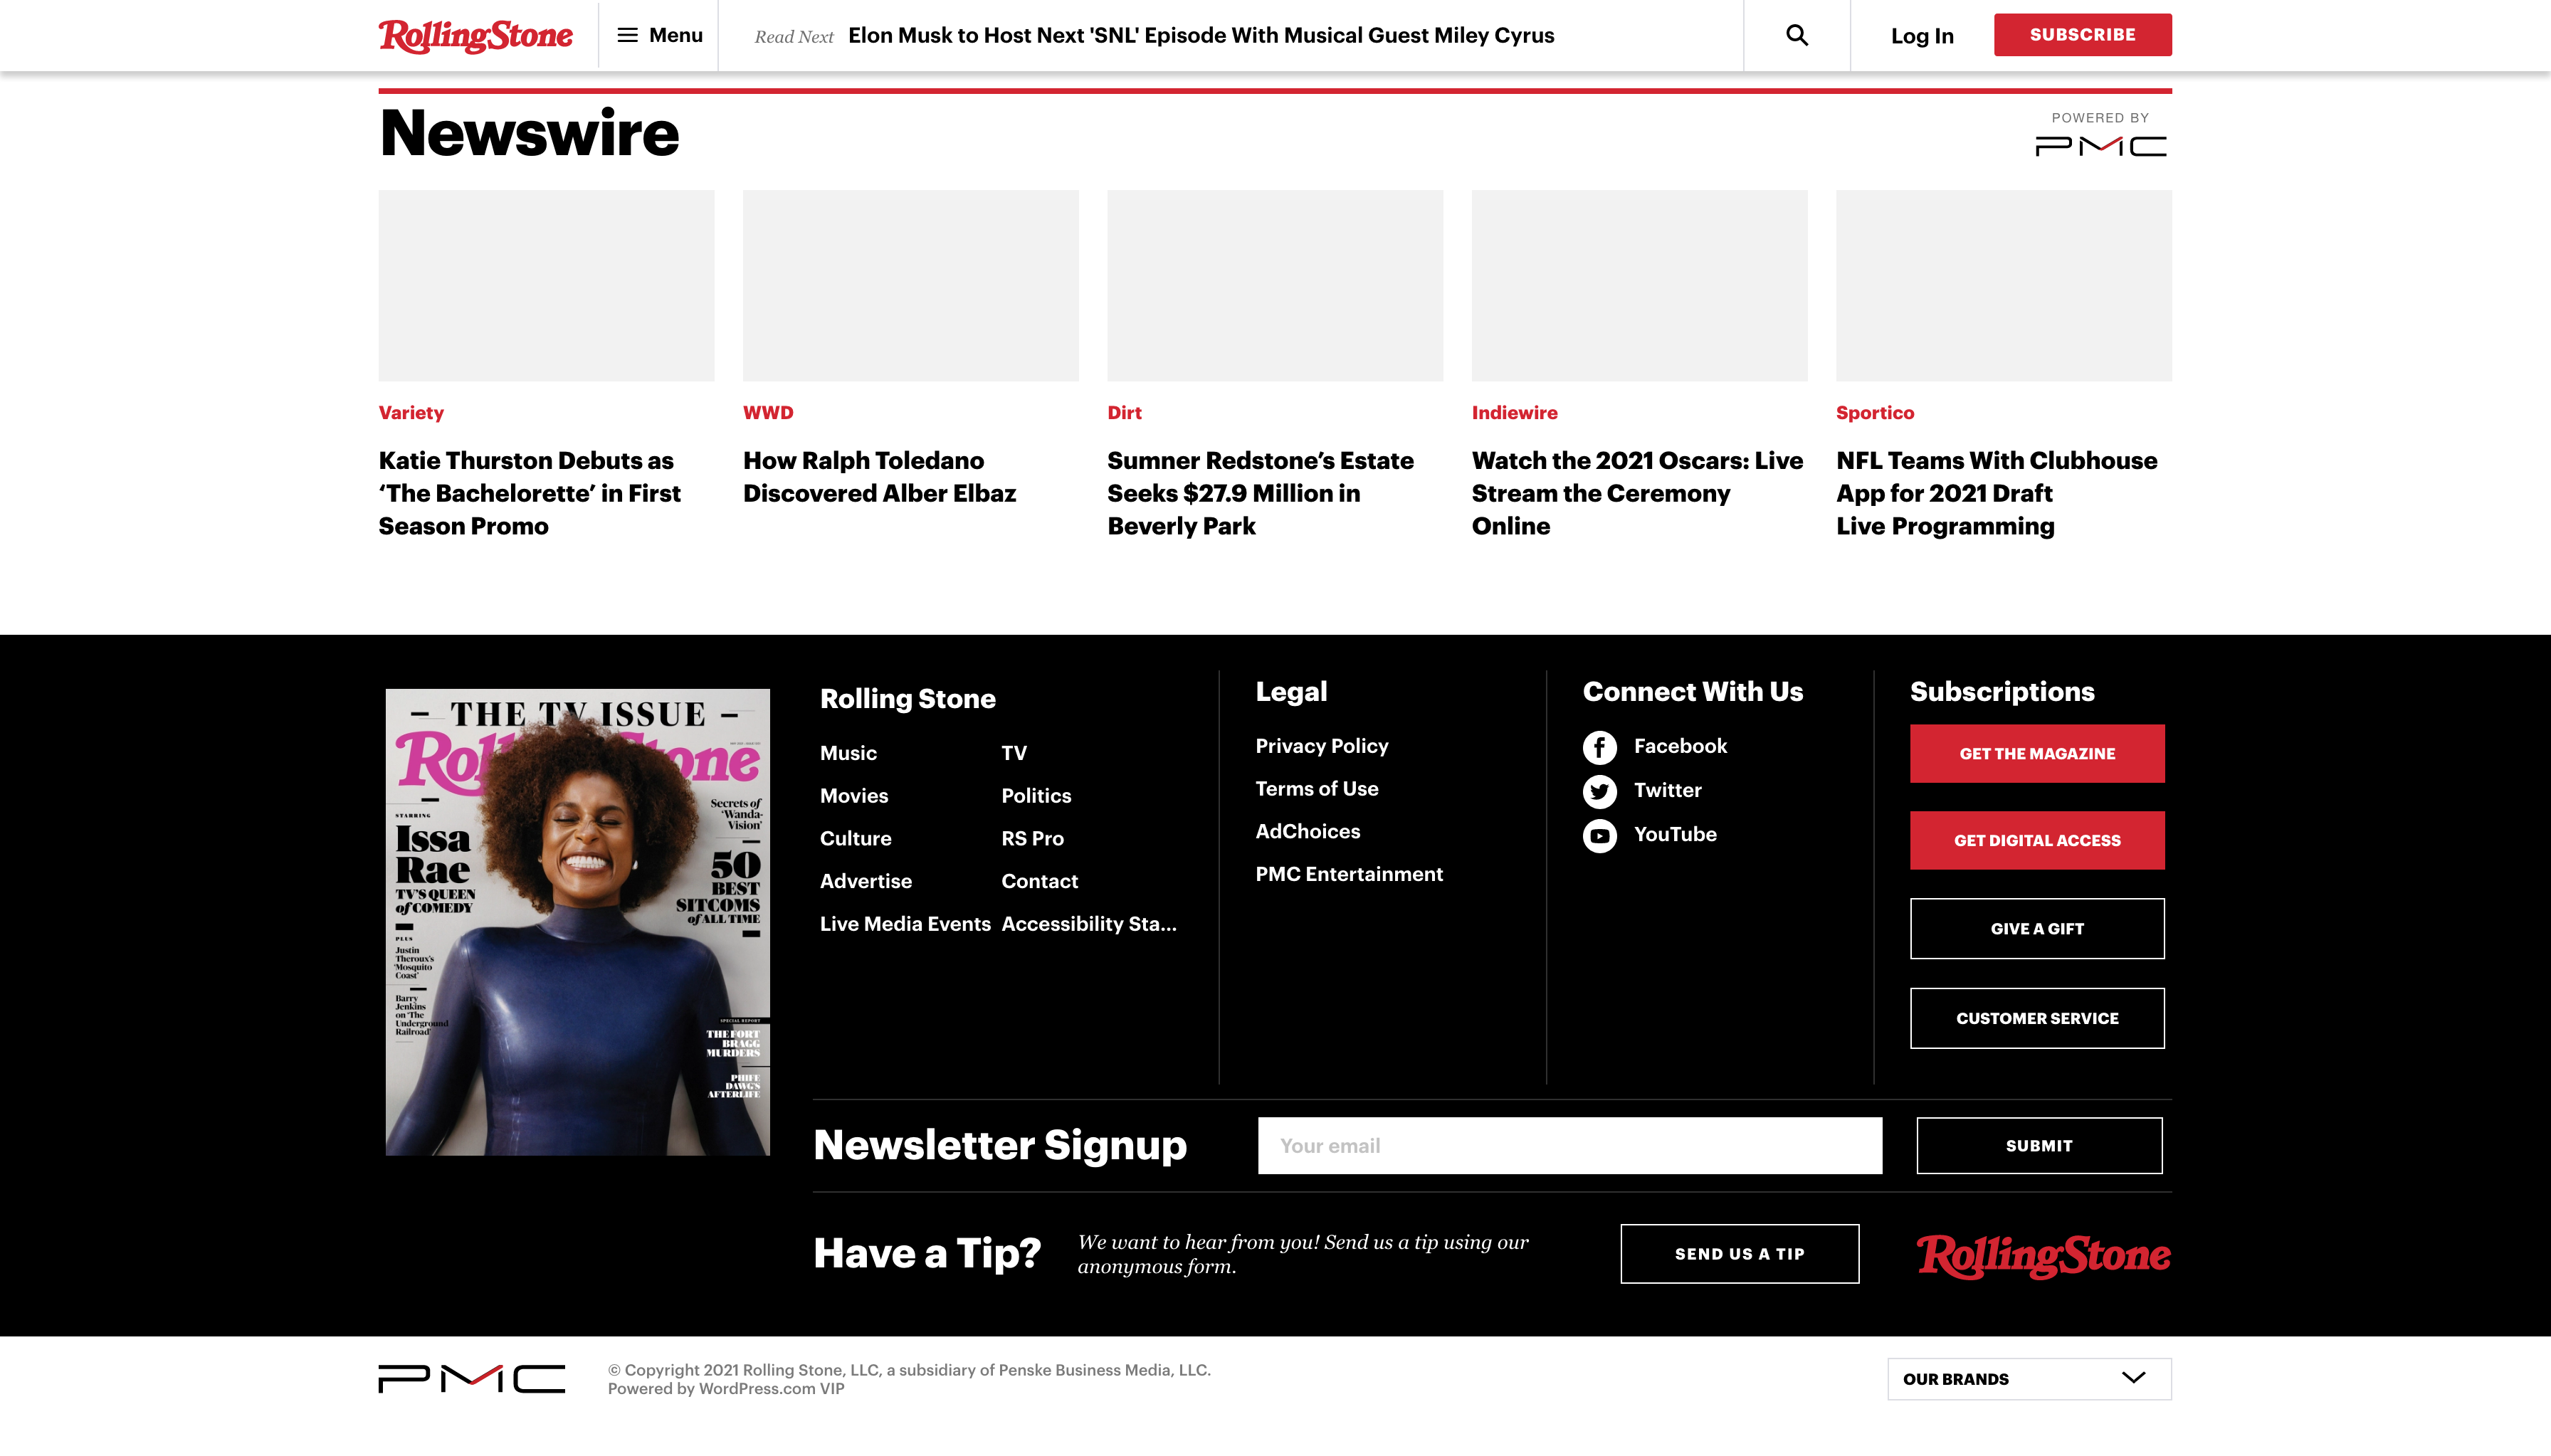 RollingStone
Menu
Read Next Elon Musk to Host Next 'SNL' Episode With Musical Guest Miley Cyrus
Log In
SUBSCRIBE
Newswire
POWERED BY
PMC
Variety
Katie Thurston Debuts as
‘The Bachelorette’ in First
Season Promo
WWD
How Ralph Toledano
Discovered Alber Elbaz
Dirt
Sumner Redstone’s Estate
Seeks $27.9 Million in
Beverly Park
Indiewire
Watch the 2021 Oscars: Live
Stream the Ceremony
Online
Sportico
NFL Teams With Clubhouse
App for 2021 Draft
Live Programming
THE TV ISSUE
STARRING
Issa
Rae
TV'S QUEEN
of COMEDY
PLUS
Justin
Theroux's
'Mosquito
Coast'
Barry
Jenkins
on 'The
Underground
Railroad'
Secrets of
'Wanda-
Vision'
50
BEST
SITCOMS
of ALL TIME
SPECIAL REPORT
THE FORT
BRAGG
MURDERS
PHIFE
DAWG'S
AFTERLIFE
Rolling Stone
Music
Movies
Culture
Advertise
Live Media Events
TV
Politics
RS Pro
Contact
Accessibility Sta...
Legal
Privacy Policy
Terms of Use
AdChoices
PMC Entertainment
Connect With Us
Facebook
Twitter
YouTube
Subscriptions
GET THE MAGAZINE
GET DIGITAL ACCESS
GIVE A GIFT
CUSTOMER SERVICE
Newsletter Signup
Your email
SUBMIT
Have a Tip?
We want to hear from you! Send us a tip using our
anonymous form.
SEND US A TIP
RollingStone
PMC
© Copyright 2021 Rolling Stone, LLC, a subsidiary of Penske Business Media, LLC.
Powered by WordPress.com VIP
OUR BRANDS